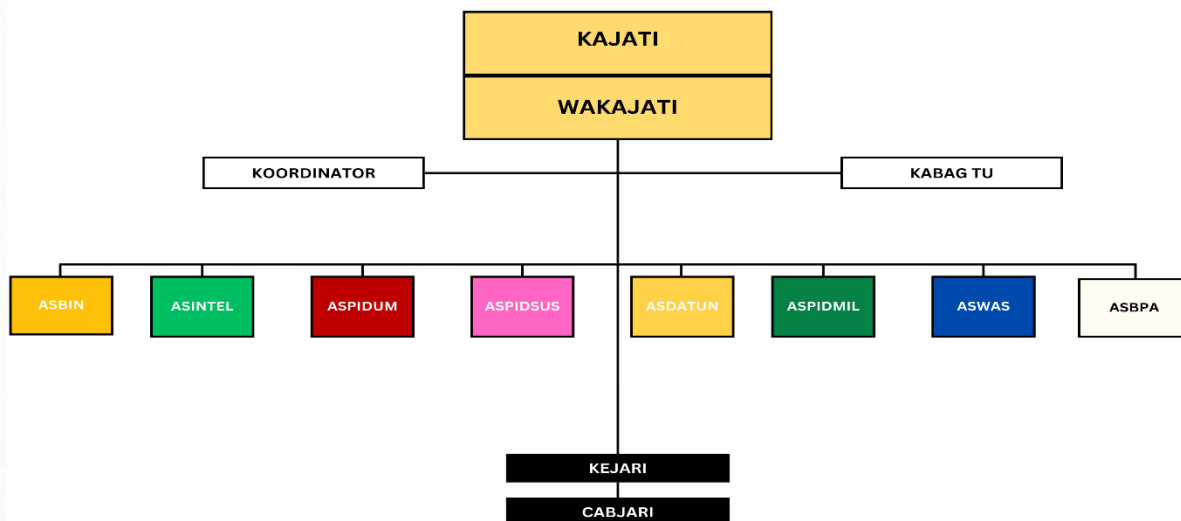 KAJATI
WAKAJATI
KOORDINATOR
KABAG TU
ASBIN
ASINTEL
ASPIDUM
ASPIDSUS
ASDATUN
ASPIDMIL
ASWAS
ASBPA
KEJARI
CABJARI